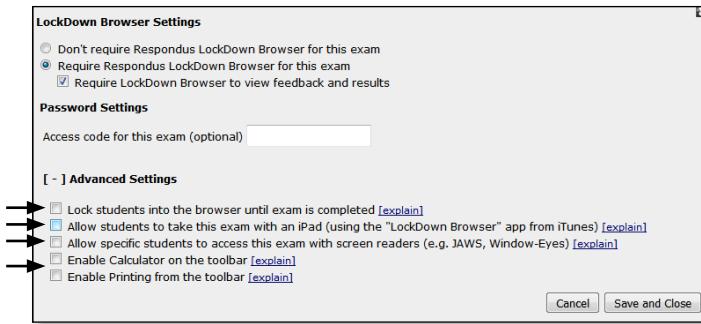 LockDown Browser Settings
Don't require Respondus LockDown Browser for this exam
Require Respondus LockDown Browser for this exam
Require LockDown Browser to view feedback and results
Password Settings
Access code for this exam (optional)
[ - ] Advanced Settings
Lock students into the browser until exam is completed [explain]
Allow students to take this exam with an iPad (using the "LockDown Browser" app from iTunes) [explain]
Allow specific students to access this exam with screen readers (e.g. JAWS, Window-Eyes) [explain]
Enable Calculator on the toolbar [explain]
Enable Printing from the toolbar [explain]
Cancel Save and Close